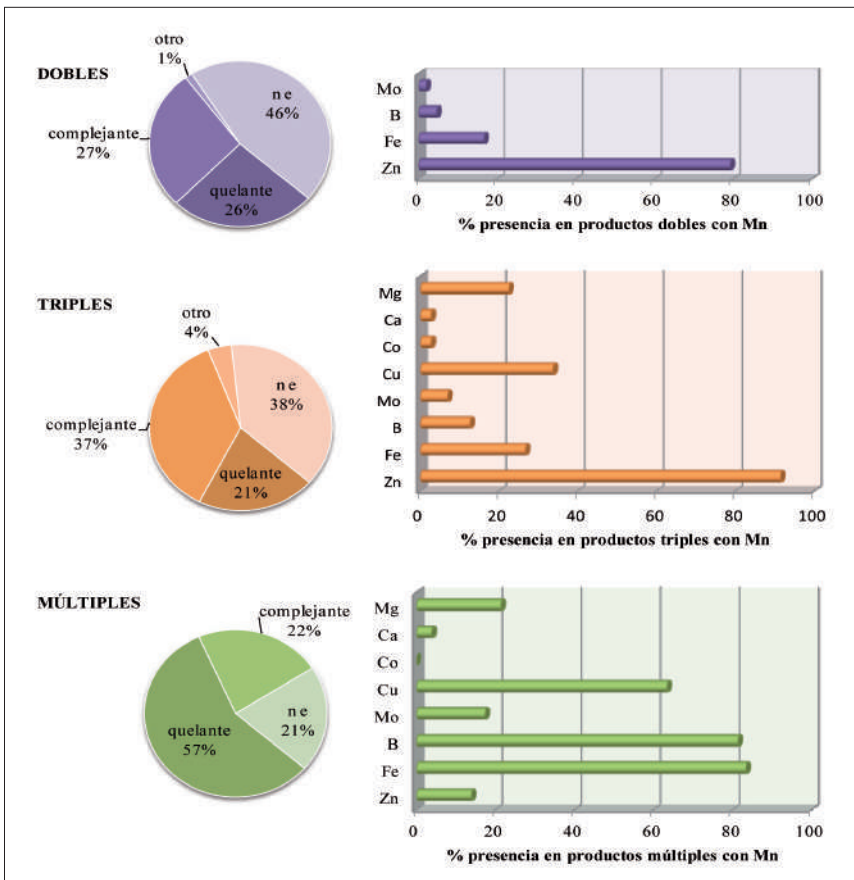 DOBLES
otro
1%
n e
46%
complejante
27%
quelante
26%
Mo
B
Fe
Zn
0 20 40 60 80 100
% presencia en productos dobles con Mn
TRIPLES
otro
4%
n e
38%
complejante
37%
quelante
21%
Mg
Ca
Co
Cu
Mo
B
Fe
Zn
0 20 40 60 80 100
% presencia en productos triples con Mn
MÚLTIPLES
complejante
22%
n e
21%
quelante
57%
Mg
Ca
Co
Cu
Mo
B
Fe
Zn
0 20 40 60 80 100
% presencia en productos múltiples con Mn